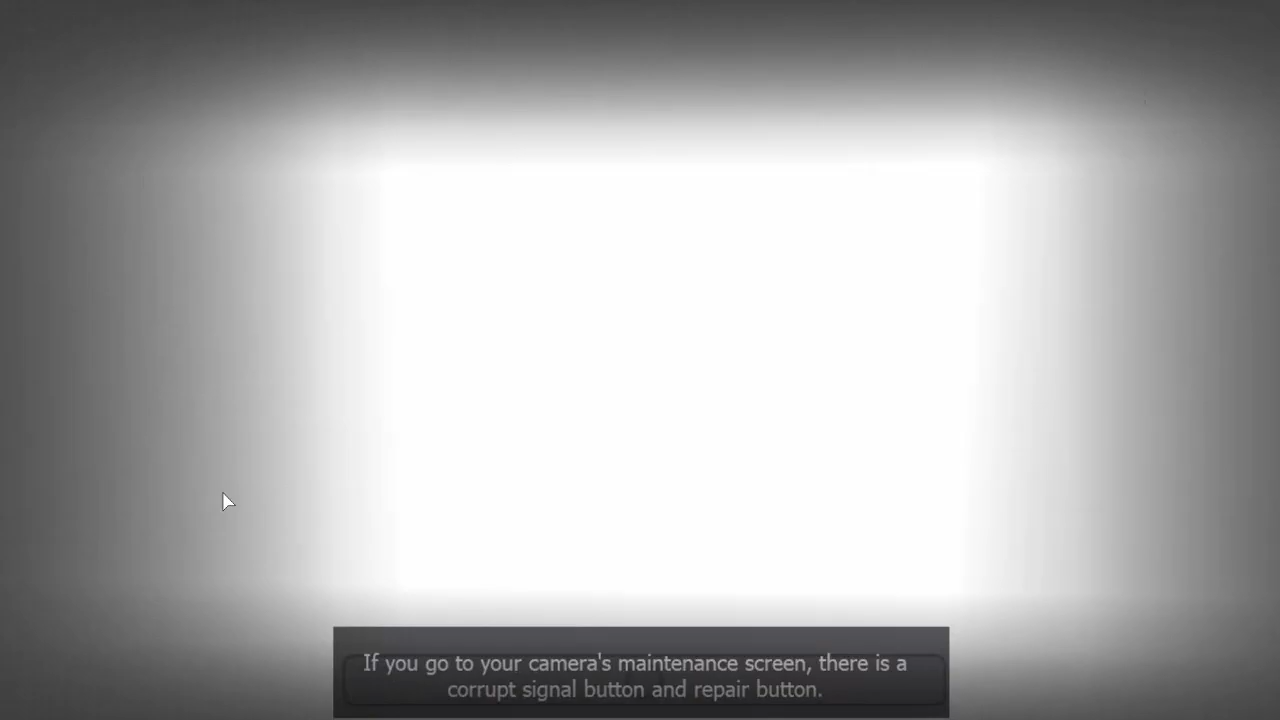 If you go to your camera's maintenance screen, there is a
corrupt signal button and repair button.